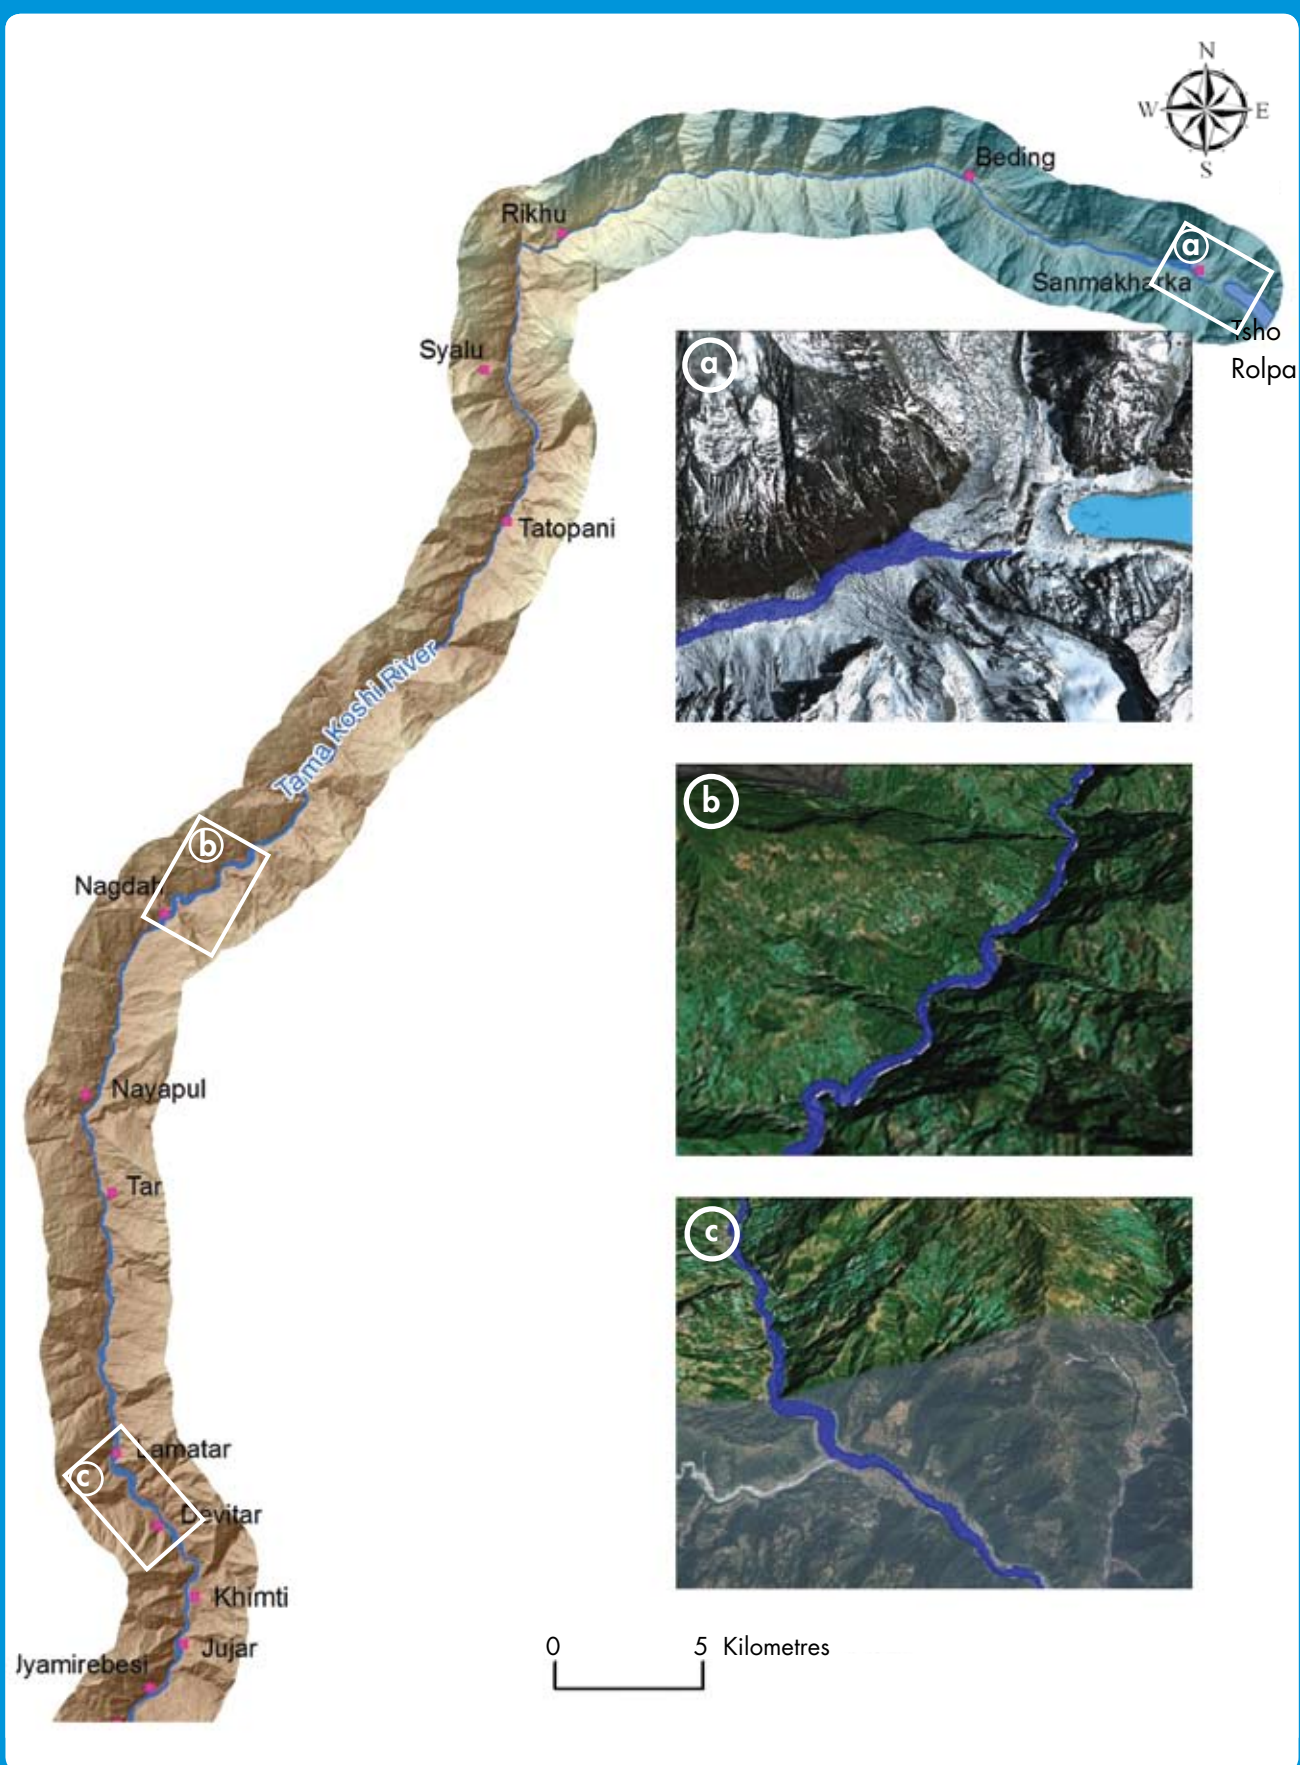 N
W E
S
Beding
Rikhu
a
Sanmakharka
Tsho
Rolpa
Syalu
a
Tatopani
Tama Koshi River
b
b
Nagdah
Nayapul
Tar
c
Lamatar
c
Devitar
Khimti
Jujar
Jyamirebesi
0 5 Kilometres